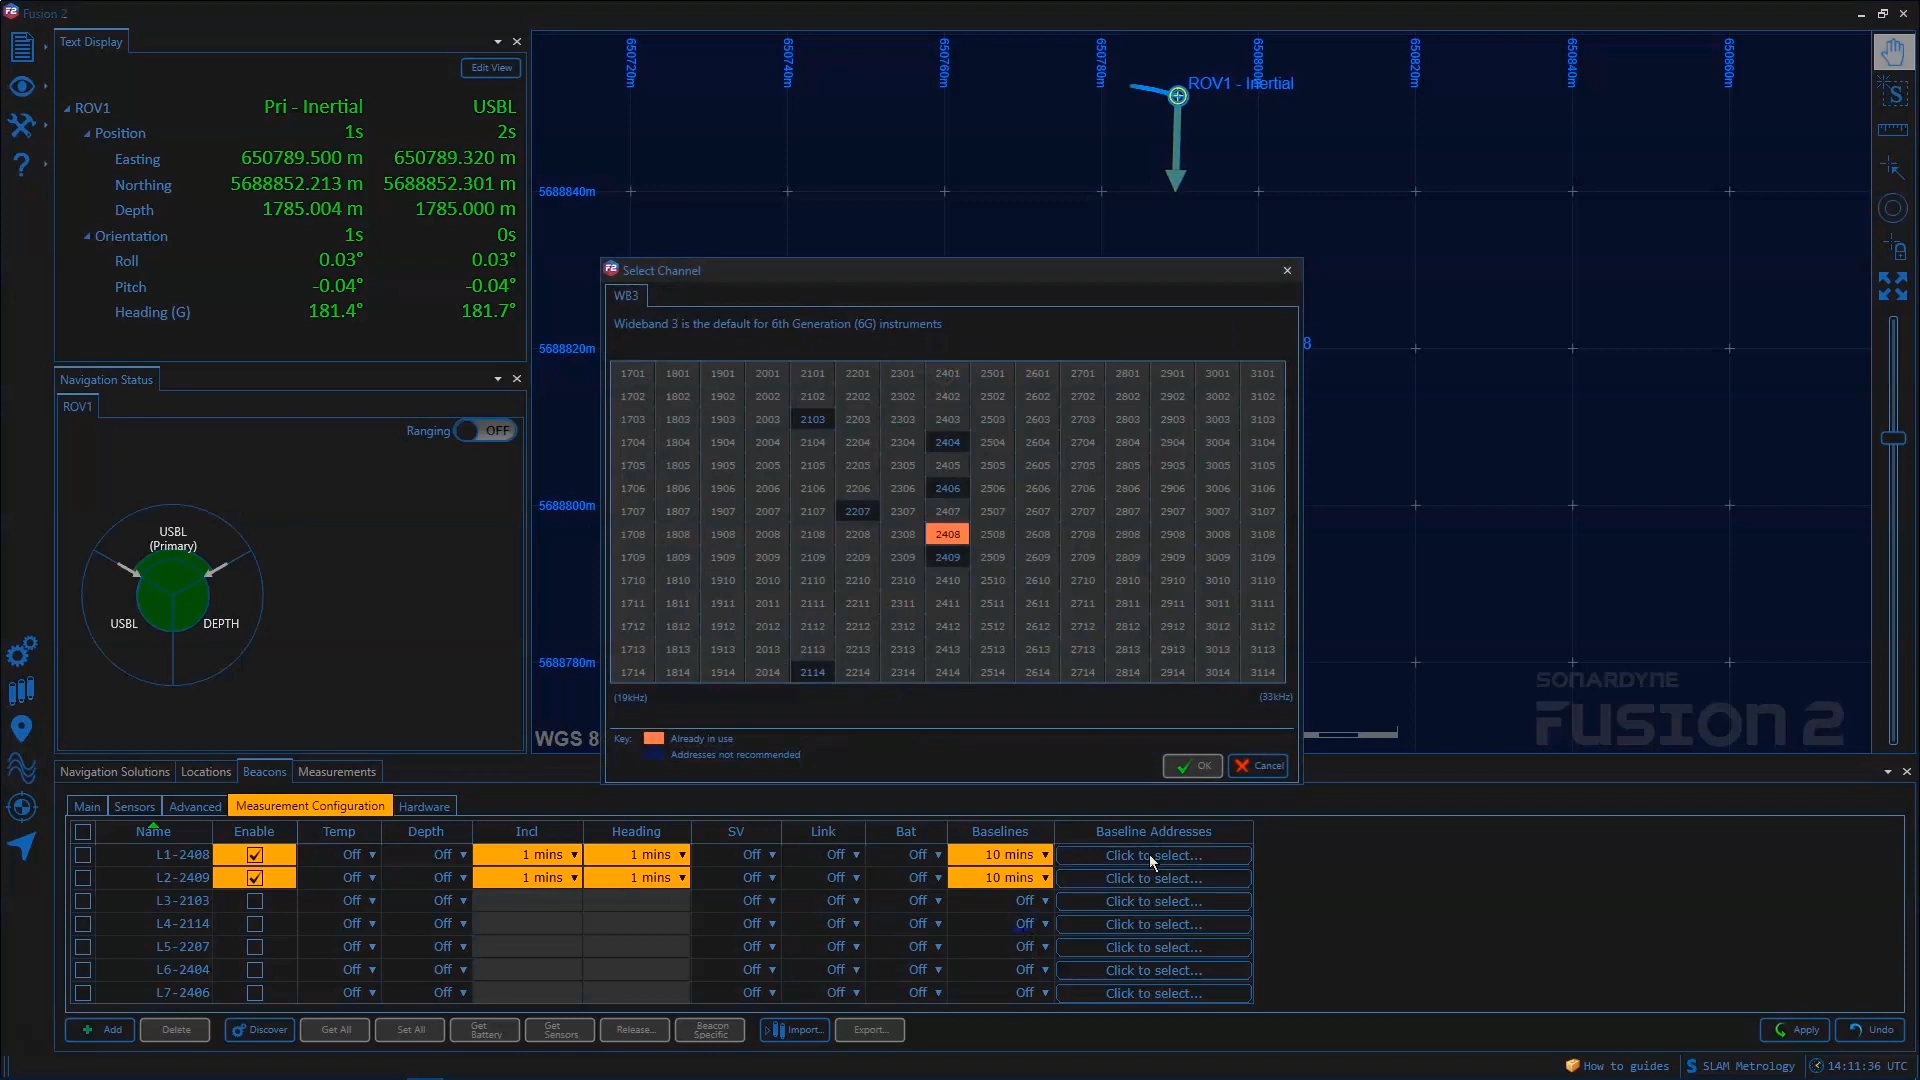 Fusion 2
Text Display
Edit View
ROV1 Pri - Inertial USBL
Position 1s 2s
Easting 650789.500 m 650789.320 m
Northing 5688852.213 m 5688852.301 m
Depth 1785.004 m 1785.000 m
Orientation 1s 0s
Roll 0.03° 0.03°
Pitch -0.04° -0.04°
Heading (G) 181.4° 181.7°
Navigation Status
ROV1
Ranging OFF
USBL
(Primary)
USBL DEPTH
650720m 650740m 650760m 650780m 650800m 650820m 650840m 650860m
ROV1 - Inertial
5688840m
5688820m
5688800m
5688780m
8
WGS 8
SONARDYNE
FUSION 2
Select Channel
WB3
Wideband 3 is the default for 6th Generation (6G) instruments
1701 1801 1901 2001 2101 2201 2301 2401 2501 2601 2701 2801 2901 3001 3101
1702 1802 1902 2002 2102 2202 2302 2402 2502 2602 2702 2802 2902 3002 3102
1703 1803 1903 2003 2103 2203 2303 2403 2503 2603 2703 2803 2903 3003 3103
1704 1804 1904 2004 2104 2204 2304 2404 2504 2604 2704 2804 2904 3004 3104
1705 1805 1905 2005 2105 2205 2305 2405 2505 2605 2705 2805 2905 3005 3105
1706 1806 1906 2006 2106 2206 2306 2406 2506 2606 2706 2806 2906 3006 3106
1707 1807 1907 2007 2107 2207 2307 2407 2507 2607 2707 2807 2907 3007 3107
1708 1808 1908 2008 2108 2208 2308 2408 2508 2608 2708 2808 2908 3008 3108
1709 1809 1909 2009 2109 2209 2309 2409 2509 2609 2709 2809 2909 3009 3109
1710 1810 1910 2010 2110 2210 2310 2410 2510 2610 2710 2810 2910 3010 3110
1711 1811 1911 2011 2111 2211 2311 2411 2511 2611 2711 2811 2911 3011 3111
1712 1812 1912 2012 2112 2212 2312 2412 2512 2612 2712 2812 2912 3012 3112
1713 1813 1913 2013 2113 2213 2313 2413 2513 2613 2713 2813 2913 3013 3113
1714 1814 1914 2014 2114 2214 2314 2414 2514 2614 2714 2814 2914 3014 3114
(19kHz) (33kHz)
Key: Already in use
Addresses not recommended
OK Cancel
Navigation Solutions Locations Beacons Measurements
Main Sensors Advanced Measurement Configuration Hardware
Name Enable Temp Depth Incl Heading SV Link Bat Baselines Baseline Addresses
L1-2408 Off Off 1 mins 1 mins Off Off Off 10 mins Click to select...
L2-2409 Off Off 1 mins 1 mins Off Off Off 10 mins Click to select...
L3-2103 Off Off Off Off Off Off Click to select...
L4-2114 Off Off Off Off Off Off Click to select...
L5-2207 Off Off Off Off Off Off Click to select...
L6-2404 Off Off Off Off Off Off Click to select...
L7-2406 Off Off Off Off Off Off Click to select...
Add Delete Discover Get All Set All Get Battery Get Sensors Release... Beacon Specific Import... Export... Apply Undo
How to guides SLAM Metrology 14:11:36 UTC